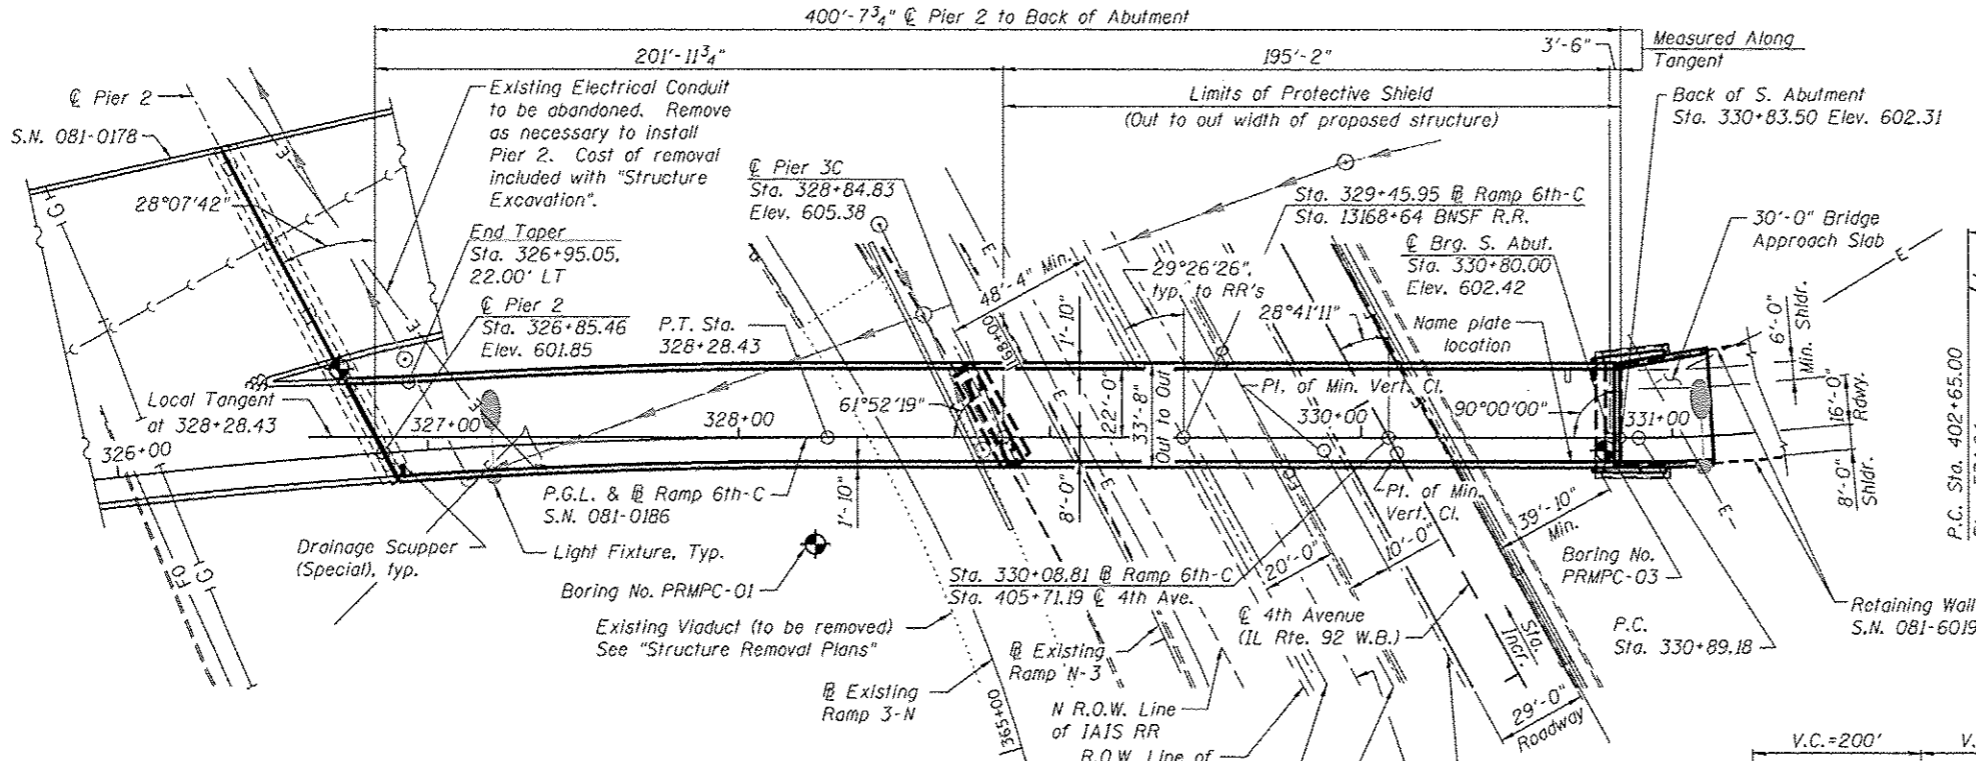 400'-7 3/4" ℄ Pier 2 to Back of Abutment
201'-11 3/4"
195'-2"
3'-6"
Measured Along
Tangent
℄ Pier 2
S.N. 081-0178
Existing Electrical Conduit
to be abandoned. Remove
as necessary to install
Pier 2. Cost of removal
included with "Structure
Excavation".
Limits of Protective Shield
(Out to out width of proposed structure)
Back of S. Abutment
Sta. 330+83.50 Elev. 602.31
28°07'42"
End Taper
Sta. 326+95.05,
22.00' LT
℄ Pier 2
Sta. 326+85.46
Elev. 601.85
℄ Pier 3C
Sta. 328+84.83
Elev. 605.38
P.T. Sta.
328+28.43
48'-4" Min.
168+00
1'-10"
29°26'26",
typ. to RR's
Sta. 329+45.95 ℔ Ramp 6th-C
Sta. 13168+64 BNSF R.R.
℄ Brg. S. Abut.
Sta. 330+80.00
Elev. 602.42
28°41'11"
Name plate
location
30'-0" Bridge
Approach Slab
E
6'-0"
Min. Shldr.
16'-0"
Rdwy.
8'-0"
Shldr.
P.C. Sta. 402+65.00
Local Tangent
at 328+28.43
326+00
327+00
328+00
61°52'19"
22'-0"
33'-8"
Out to Out
Pt. of Min. Vert. Cl.
330+00
90°00'00"
331+00
P.G.L. & ℔ Ramp 6th-C
S.N. 081-0186
1'-10"
8'-0"
Pt. of Min.
Vert. Cl.
39'-10"
Min.
Drainage Scupper
(Special), typ.
Light Fixture, Typ.
Boring No. PRMPC-01
Sta. 330+08.81 ℔ Ramp 6th-C
Sta. 405+71.19 ℄ 4th Ave.
20'-0"
10'-0"
Boring No.
PRMPC-03
Existing Viaduct (to be removed)
See "Structure Removal Plans"
℔ Existing
Ramp N-3
℄ 4th Avenue
(IL Rte. 92 W.B.)
Sta.
Incr.
P.C.
Sta. 330+89.18
Retaining Wall
S.N. 081-6019
℔ Existing
Ramp 3-N
365+00
N R.O.W. Line
of IAIS RR
R.O.W. Line of
29'-0"
Roadway
V.C.=200'
V.
G
G
FO
G
FO
E
E
E
E
E
E
E